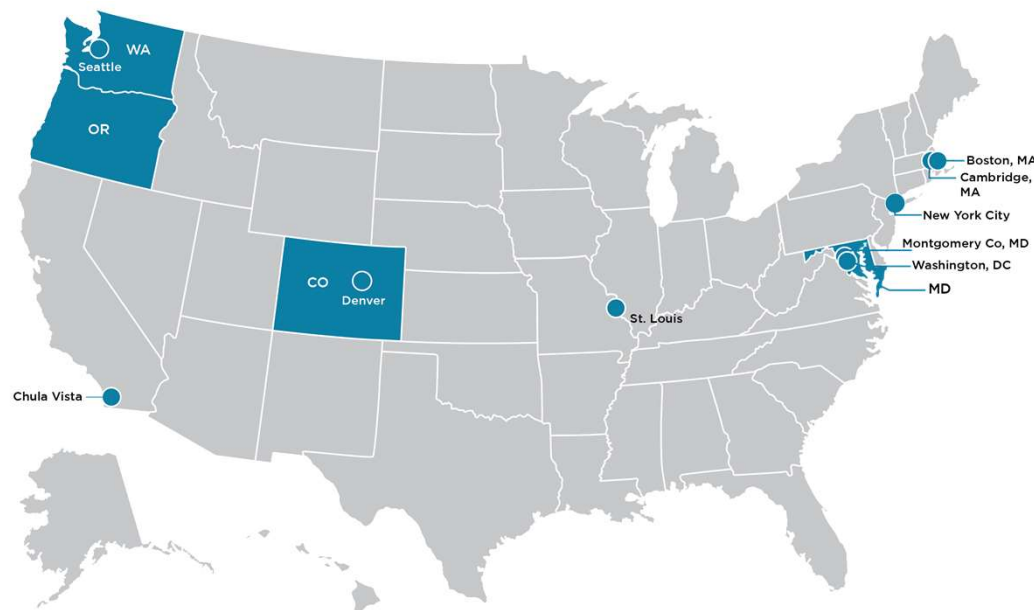 WA
Seattle
OR
Boston, MA
Cambridge,
MA
New York City
Montgomery Co, MD
Washington, DC
MD
CO
Denver
St. Louis
Chula Vista